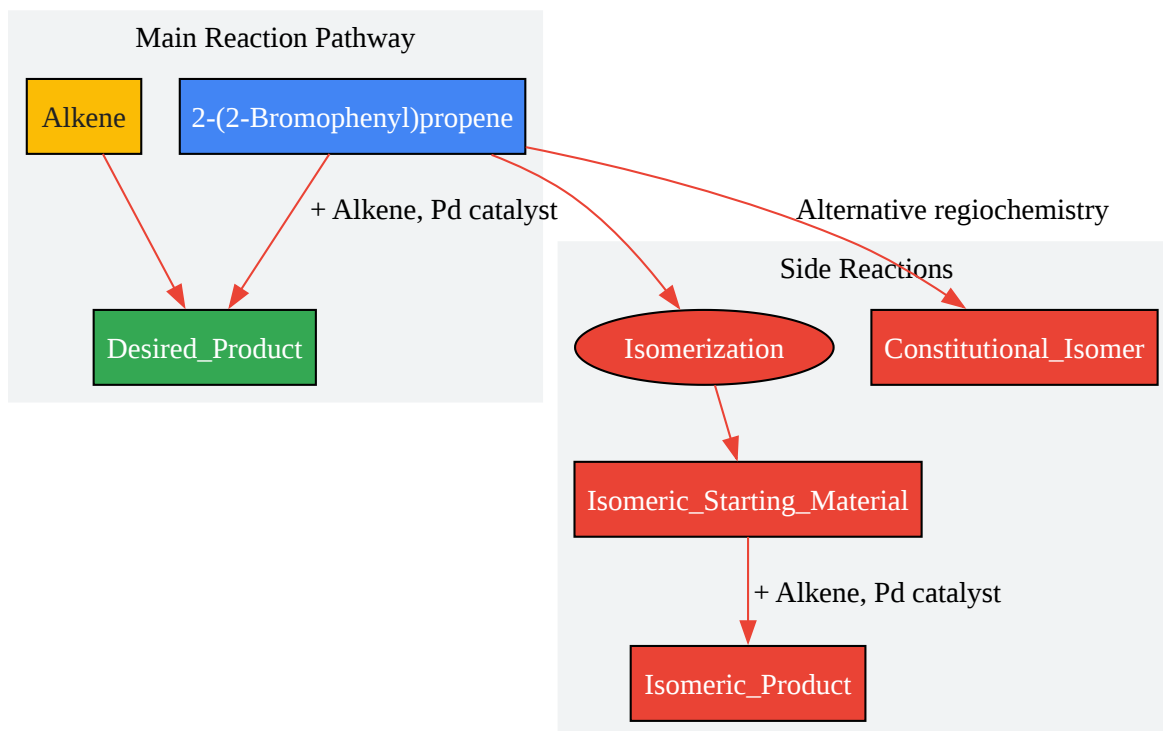 Main Reaction Pathway
Alkene
2-(2-Bromophenyl)propene
+ Alkene, Pd catalyst
Alternative regiochemistry
Side Reactions
Desired_Product
Isomerization
Constitutional_Isomer
Isomeric_Starting_Material
+ Alkene, Pd catalyst
Isomeric_Product